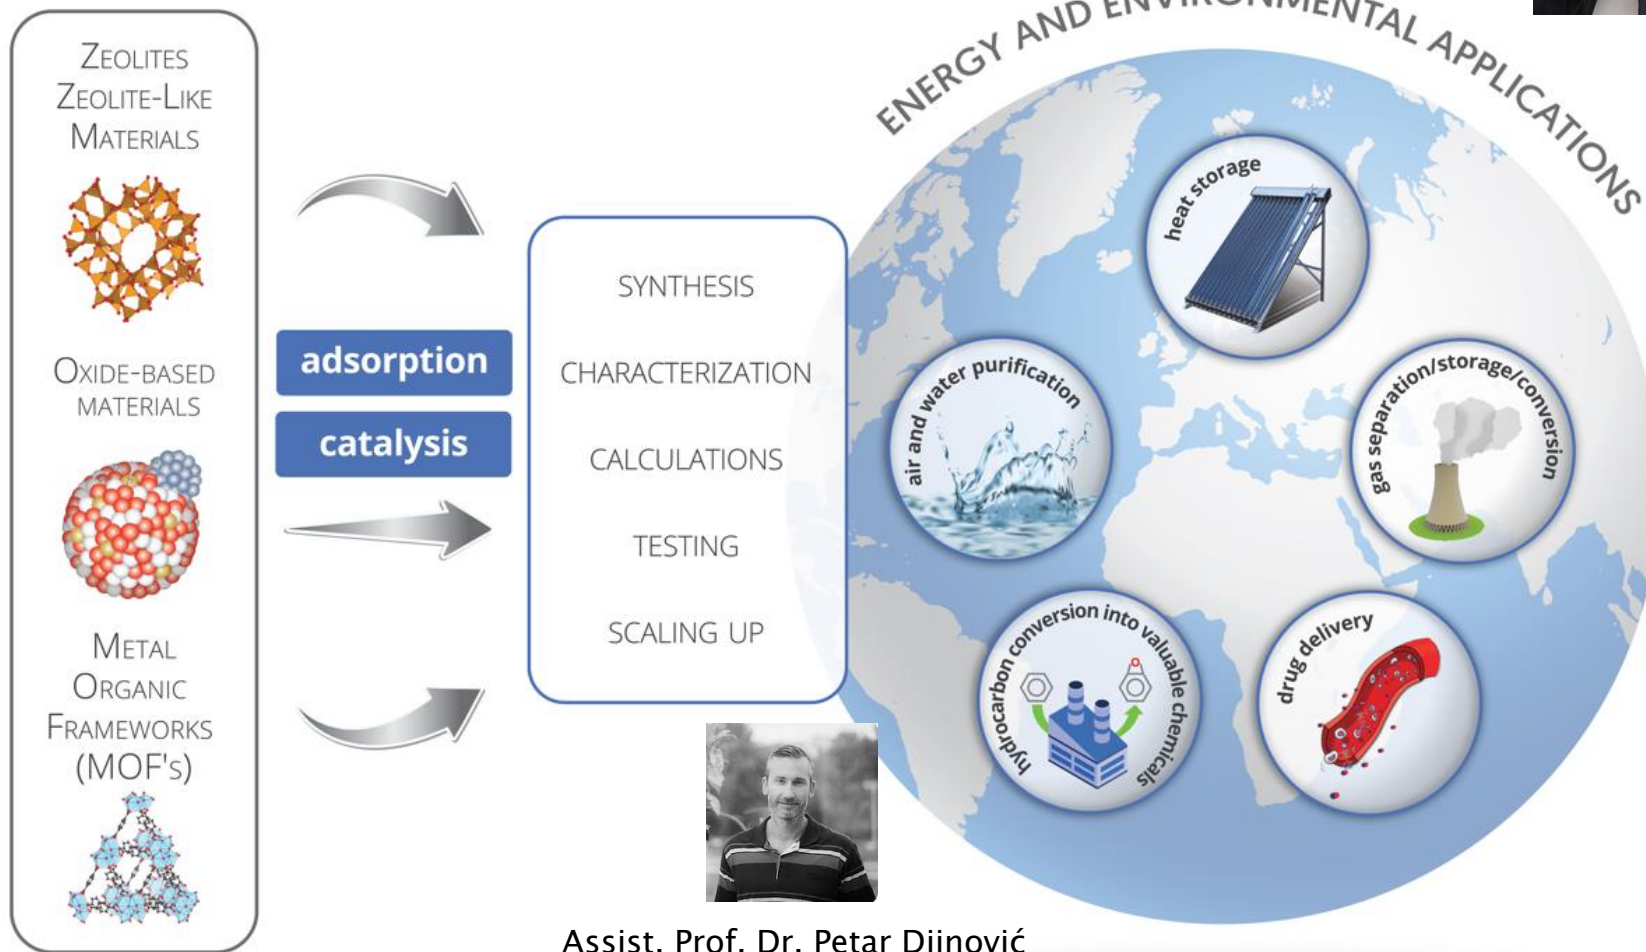 ZEOLITES
ZEOLITE-LIKE
MATERIALS
OXIDE-BASED
MATERIALS
METAL
ORGANIC
FRAMEWORKS
(MOF'S)
adsorption
catalysis
SYNTHESIS
CHARACTERIZATION
CALCULATIONS
TESTING
SCALING UP
ENERGY AND ENVIRONMENTAL APPLICATIONS
heat storage
air and water purification
gas separation/storage/conversion
hydrocarbon conversion into valuable chemicals
drug delivery
Assist. Prof. Dr. Petar Djinović